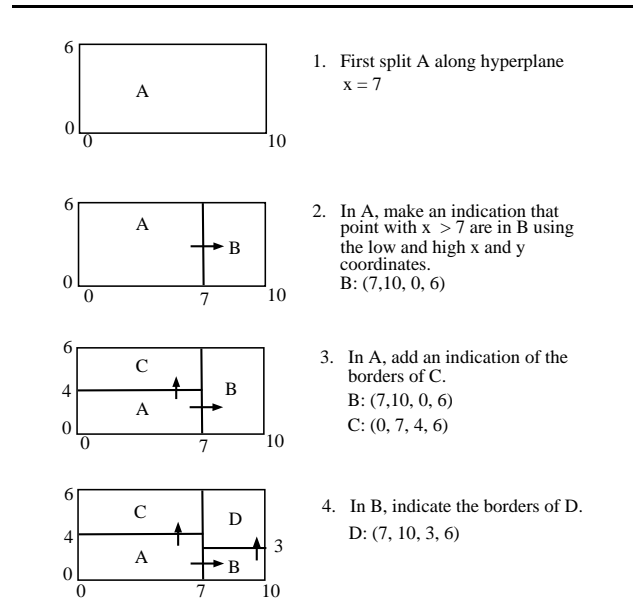 6
A
0
0
10
1. First split A along hyperplane
x = 7
6
A
B
0
0
7
10
2. In A, make an indication that
point with x > 7 are in B using
the low and high x and y
coordinates.
B: (7,10, 0, 6)
6
C
4
B
A
0
0
7
10
3. In A, add an indication of the
borders of C.
B: (7,10, 0, 6)
C: (0, 7, 4, 6)
6
C
D
4
3
A
B
0
0
7
10
4. In B, indicate the borders of D.
D: (7, 10, 3, 6)